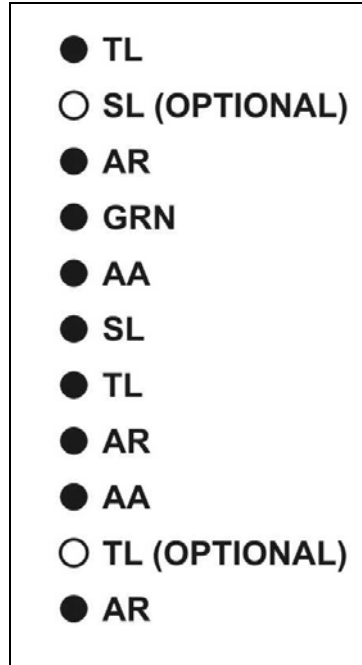 TL
SL (OPTIONAL)
AR
GRN
AA
SL
TL
AR
AA
TL (OPTIONAL)
AR